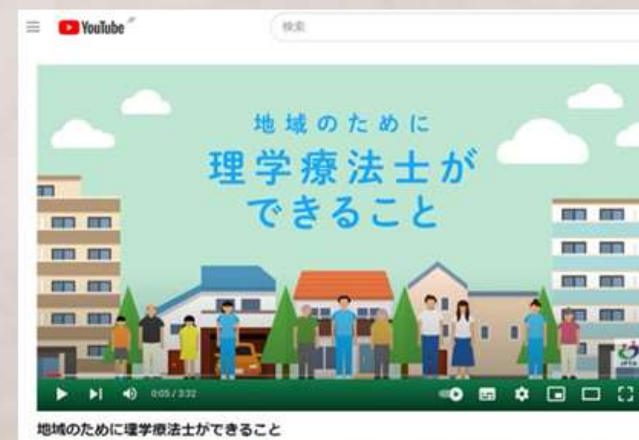 YouTube JP
検索
地域のために
理学療法士が
できること
0:05 / 3:32
地域のために理学療法士ができること